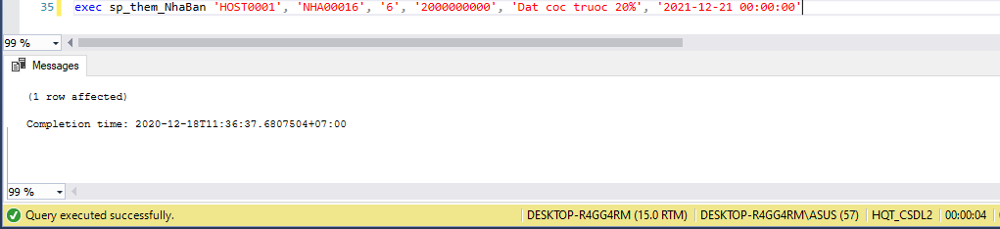 35 exec sp_them_NhaBan 'HOST0001', 'NHA00016', '6', '2000000000', 'Dat coc truoc 20%', '2021-12-21 00:00:00'
99 %
Messages
(1 row affected)
Completion time: 2020-12-18T11:36:37.6807504+07:00
99 %
Query executed successfully. DESKTOP-R4GG4RM (15.0 RTM) DESKTOP-R4GG4RM\ASUS (57) HQT_CSDL2 00:00:04